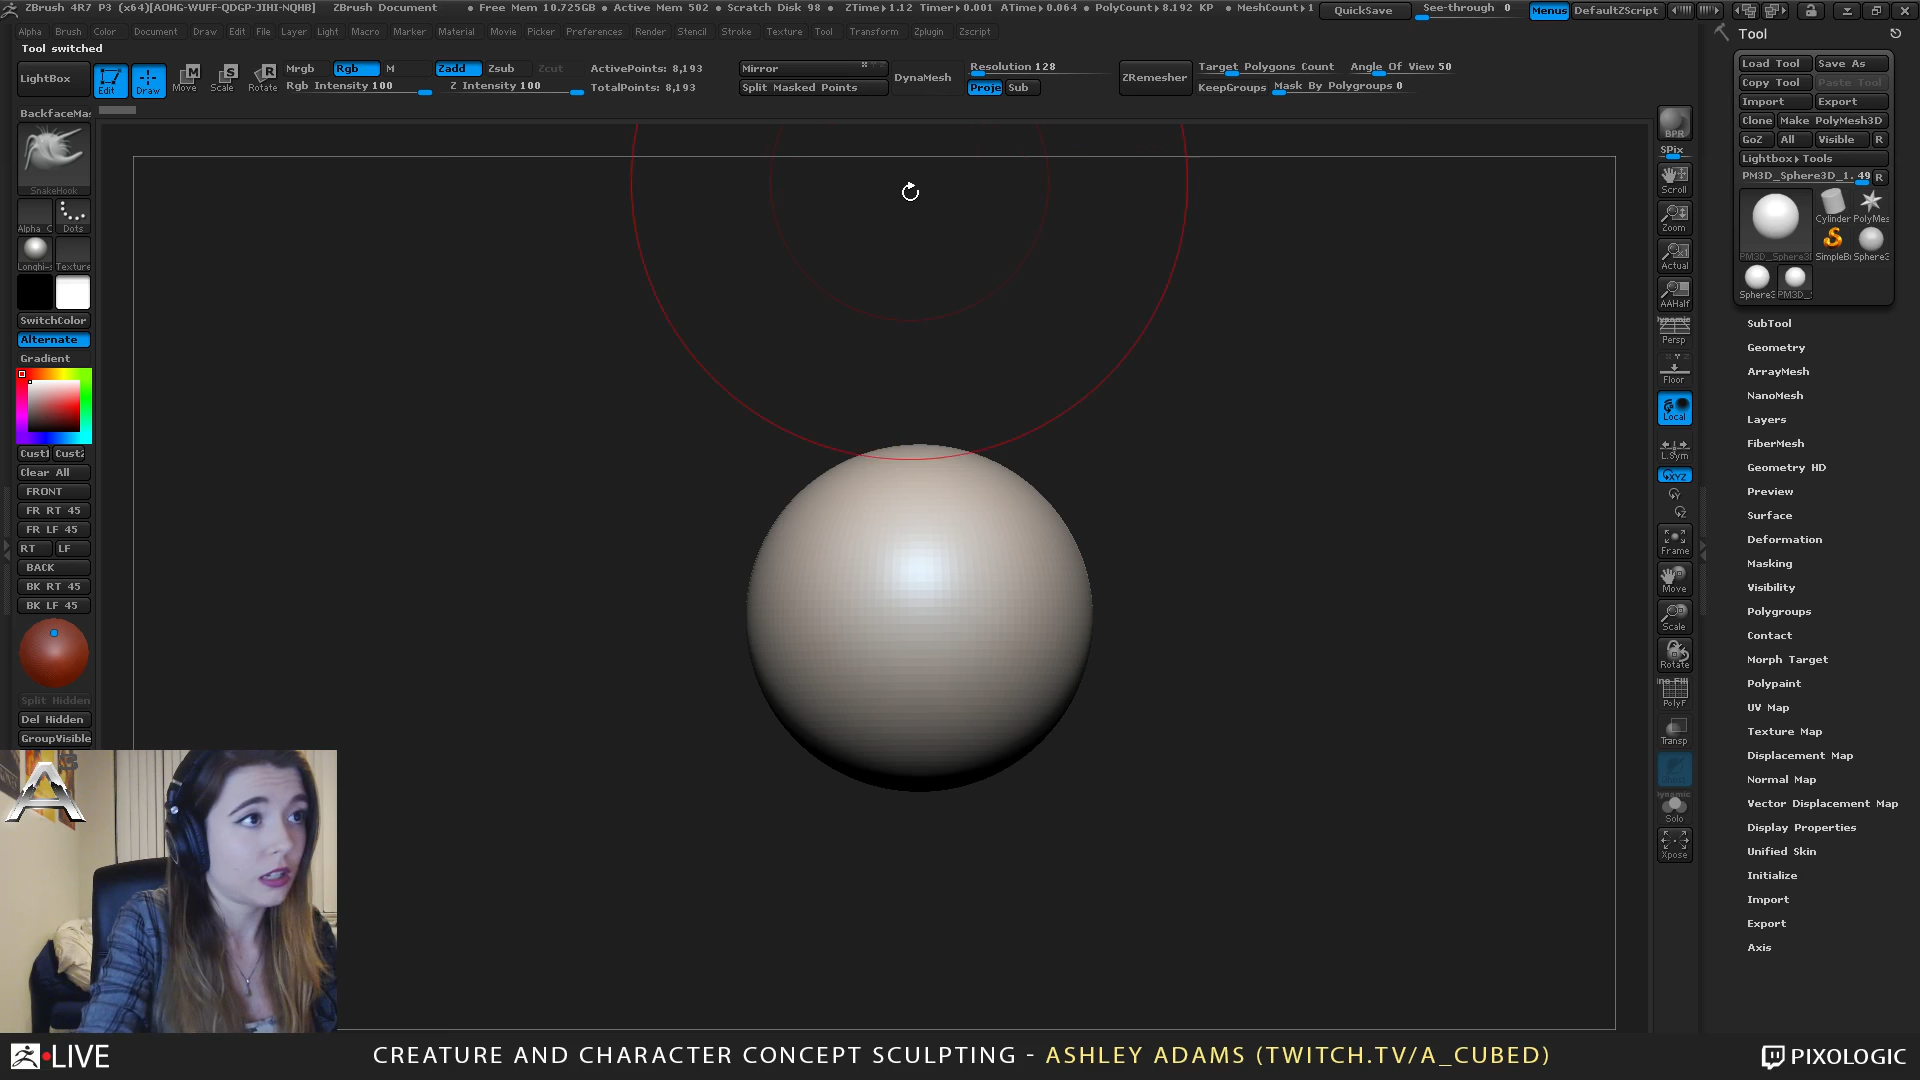 ZBrush 4R7 P3 (x64)[AOHG-WUFF-QDGP-JIHI-NQHB] ZBrush Document • Free Mem 10.725GB • Active Mem 502 • Scratch Disk 98 • ZTime▸1.12 Timer▸0.001 ATime▸0.064 • PolyCount▸8.192 KP • MeshCount▸1 QuickSave See-through 0 Menus DefaultZScript
Alpha Brush Color Document Draw Edit File Layer Light Macro Marker Material Movie Picker Preferences Render Stencil Stroke Texture Tool Transform Zplugin Zscript
Tool switched
LightBox Edit Draw Move Scale Rotate
Mrgb Rgb M Zadd Zsub Zcut ActivePoints: 8,193
Rgb Intensity 100 Z Intensity 100 TotalPoints: 8,193
Mirror
Split Masked Points
DynaMesh
Resolution 128
Proje Sub
ZRemesher
Target Polygons Count Angle Of View 50
KeepGroups Mask By Polygroups 0
BackfaceMas
SnakeHook
Alpha O Dots
Texture
SwitchColor
Alternate
Gradient
Cust1 Cust2
Clear All
FRONT
FR RT 45
FR LF 45
RT LF
BACK
BK RT 45
BK LF 45
Split Hidden
Del Hidden
GroupVisible
BPR
SPix
Scroll
Zoom
Actual
AAHalf
Dynamic
Persp
Floor
Local
L.Sym
XYZ
Frame
Move
Scale
Rotate
PolyF
Transp
Ghost
Dynamic
Solo
Xpose
Tool
Load Tool Save As
Copy Tool Paste Tool
Import Export
Clone Make PolyMesh3D
GoZ All Visible R
Lightbox▸Tools
PM3D_Sphere3D_1. 49 R
Cylinder PolyMes
PM3D_Sphere3D SimpleB Sphere3
Sphere3 PM3D_
SubTool
Geometry
ArrayMesh
NanoMesh
Layers
FiberMesh
Geometry HD
Preview
Surface
Deformation
Masking
Visibility
Polygroups
Contact
Morph Target
Polypaint
UV Map
Texture Map
Displacement Map
Normal Map
Vector Displacement Map
Display Properties
Unified Skin
Initialize
Import
Export
Axis
LIVE
CREATURE AND CHARACTER CONCEPT SCULPTING - ASHLEY ADAMS (TWITCH.TV/A_CUBED)
PIXOLOGIC